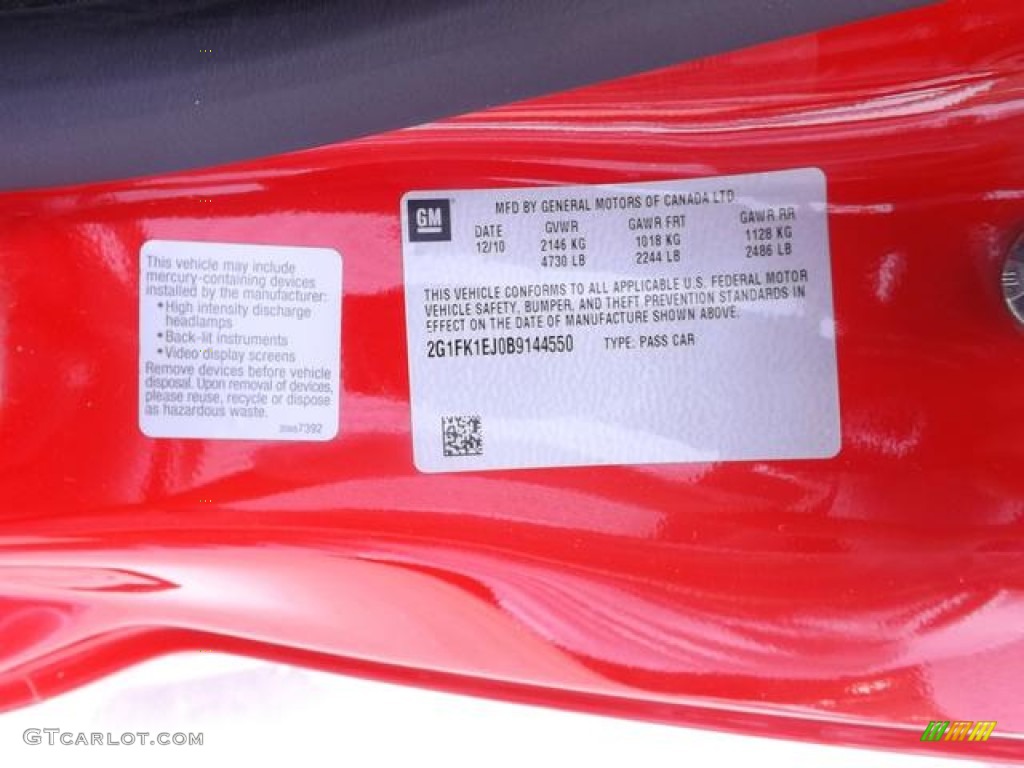 This vehicle may include
mercury-containing devices
installed by the manufacturer:
• High intensity discharge
headlamps
• Back-lit instruments
• Video display screens
Remove devices before vehicle
disposal. Upon removal of devices,
please reuse, recycle or dispose
as hazardous waste.
GM
MFD BY GENERAL MOTORS OF CANADA LTD
DATE GVWR GAWR FRT GAWR RR
12/10 2146 KG 1018 KG 1128 KG
4730 LB 2244 LB 2486 LB
THIS VEHICLE CONFORMS TO ALL APPLICABLE U.S. FEDERAL MOTOR
VEHICLE SAFETY, BUMPER, AND THEFT PREVENTION STANDARDS IN
EFFECT ON THE DATE OF MANUFACTURE SHOWN ABOVE.
2G1FK1EJ0B9144550 TYPE: PASS CAR
GTCARLOT.COM